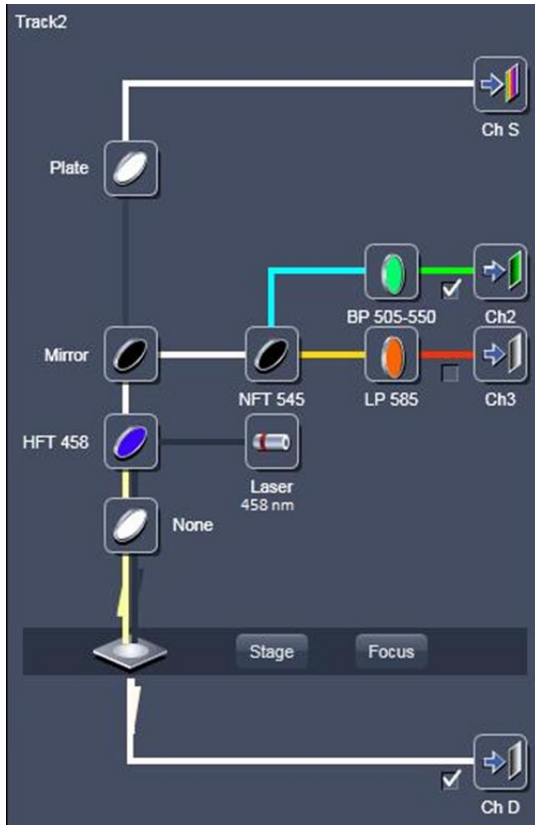 Track2
Ch S
Plate
BP 505-550
Ch2
Mirror
NFT 545
LP 585
Ch3
HFT 458
Laser
458 nm
None
Stage
Focus
Ch D